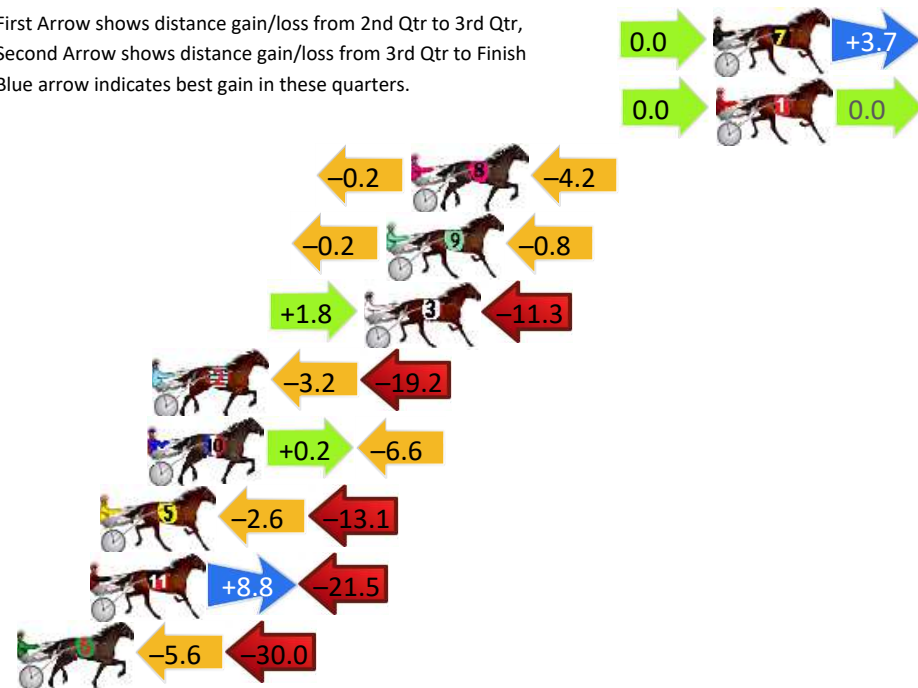 First Arrow shows distance gain/loss from 2nd Qtr to 3rd Qtr,
Second Arrow shows distance gain/loss from 3rd Qtr to Finish
Blue arrow indicates best gain in these quarters.
0.0 7 +3.7
0.0 1 0.0
–0.2 8 –4.2
–0.2 9 –0.8
+1.8 3 –11.3
2 –3.2 –19.2
10 +0.2 –6.6
5 –2.6 –13.1
11 +8.8 –21.5
6 –5.6 –30.0